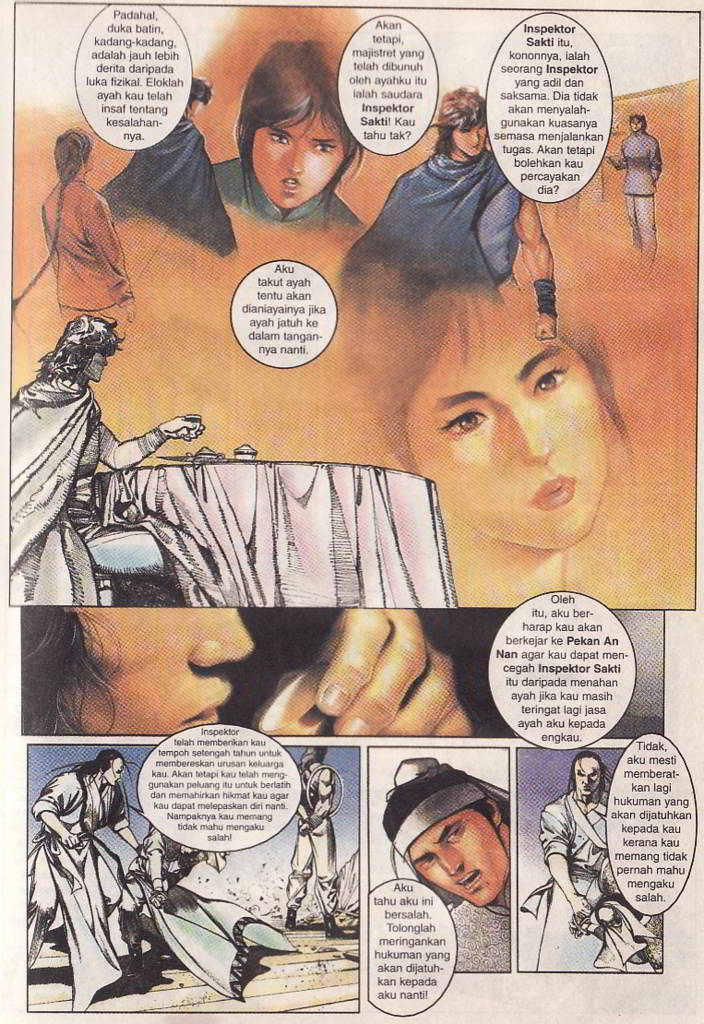 Padahal,
duka batin,
kadang-kadang,
adalah jauh lebih
derita daripada
luka fizikal. Eloklah
ayah kau telah
insaf tentang
kesalahan-
nya.
Akan
tetapi,
majistret yang
telah dibunuh
oleh ayahku itu
ialah saudara
Inspektor
Sakti! Kau
tahu tak?
Inspektor
Sakti itu,
kononnya, ialah
seorang Inspektor
yang adil dan
saksama. Dia tidak
akan menyalah-
gunakan kuasanya
semasa menjalankan
tugas. Akan tetapi
bolehkan kau
percayakan
dia?
Aku
takut ayah
tentu akan
dianiayainya jika
ayah jatuh ke
dalam tangan-
nya nanti.
Oleh
itu, aku ber-
harap kau akan
berkejar ke Pekan An
Nan agar kau dapat men-
cegah Inspektor Sakti
itu daripada menahan
ayah jika kau masih
teringat lagi jasa
ayah aku kepada
engkau.
Inspektor
telah memberikan kau
tempoh setengah tahun untuk
membereskan urusan keluarga
kau. Akan tetapi kau telah meng-
gunakan peluang itu untuk berlatih
dan memahirkan hikmat kau agar
kau dapat melepaskan diri nanti.
Nampaknya kau memang
tidak mahu mengaku
salah!
Aku
tahu aku ini
bersalah.
Tolonglah
meringankan
hukuman yang
akan dijatuh-
kan kepada
aku nanti!
Tidak,
aku mesti
memberat-
kan lagi
hukuman yang
akan dijatuhkan
kepada kau
kerana kau
memang tidak
pernah mahu
mengaku
salah.